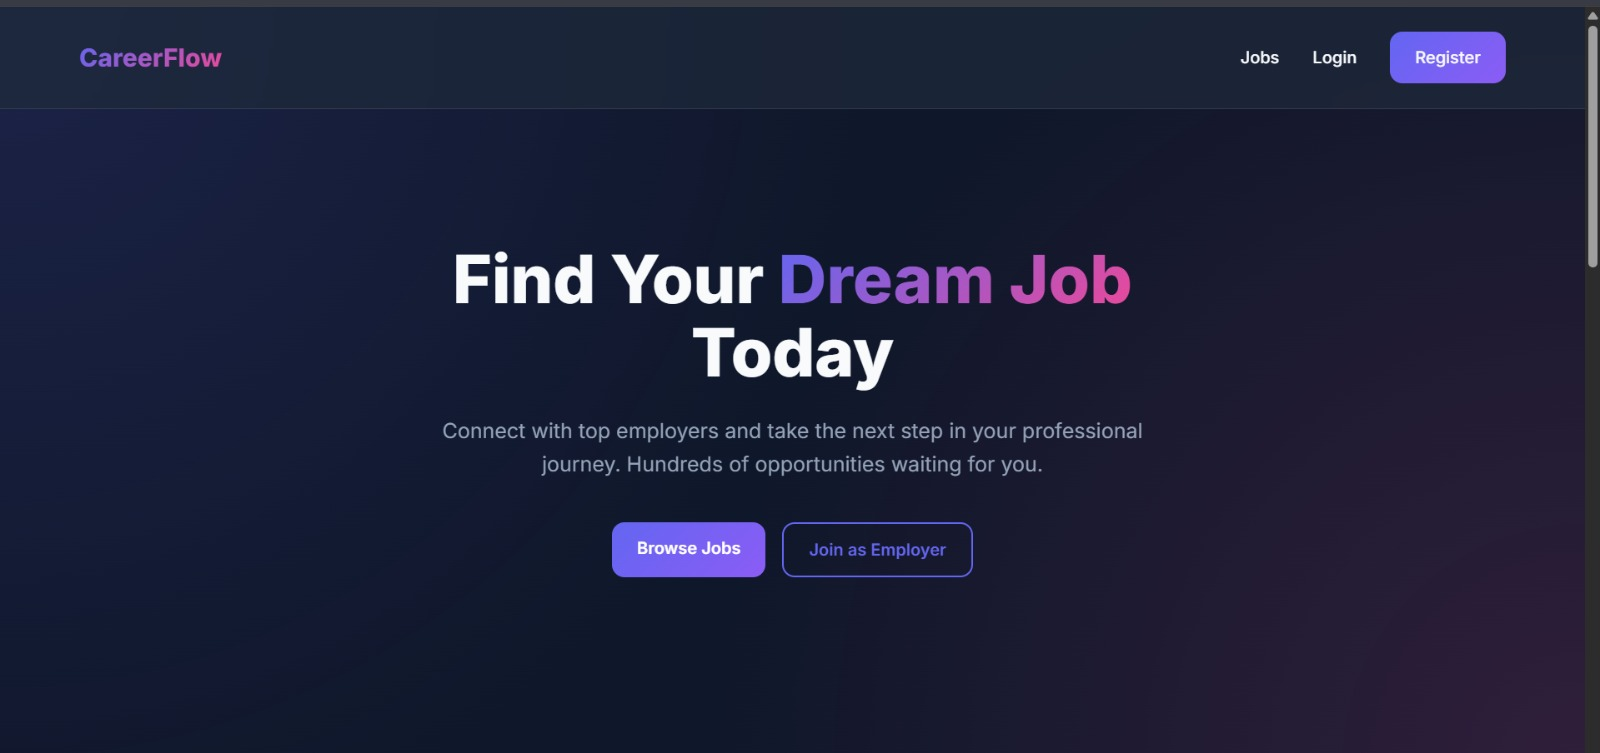 CareerFlow
Jobs
Login
Register
Find Your Dream Job
Today
Connect with top employers and take the next step in your professional
journey. Hundreds of opportunities waiting for you.
Browse Jobs
Join as Employer